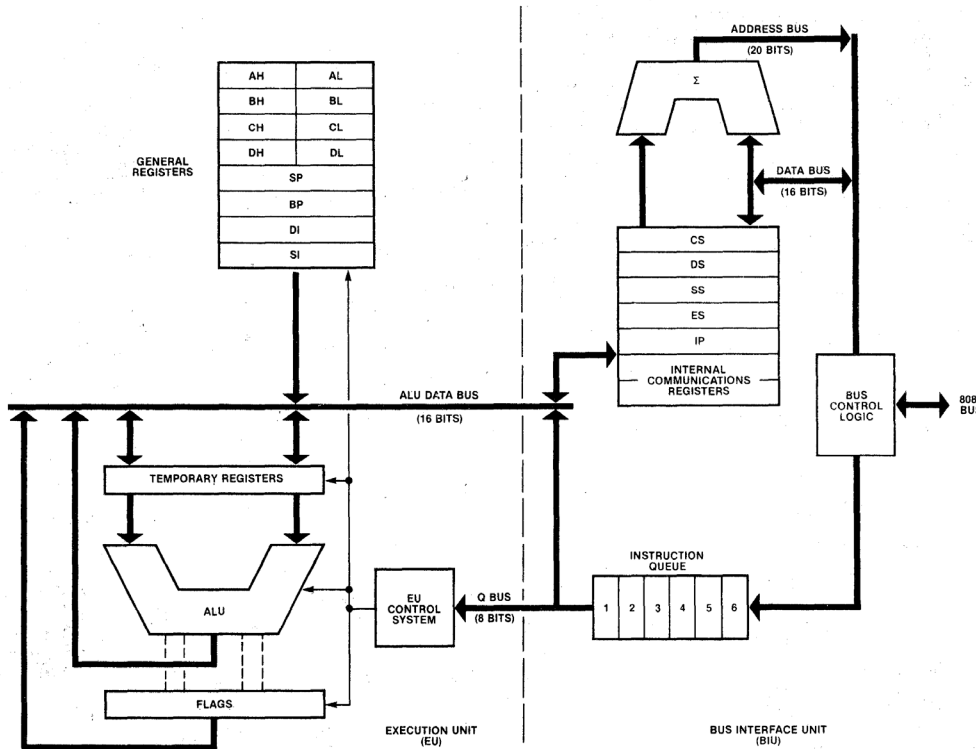 ADDRESS BUS
(20 BITS)
Σ
AH AL
BH BL
CH CL
DH DL
SP
BP
DI
SI
GENERAL
REGISTERS
DATA BUS
(16 BITS)
CS
DS
SS
ES
IP
INTERNAL
COMMUNICATIONS
REGISTERS
BUS
CONTROL
LOGIC
808
BU
ALU DATA BUS
(16 BITS)
TEMPORARY REGISTERS
ALU
FLAGS
EU
CONTROL
SYSTEM
Q BUS
(8 BITS)
INSTRUCTION
QUEUE
1 2 3 4 5 6
EXECUTION UNIT
(EU)
BUS INTERFACE UNIT
(BIU)